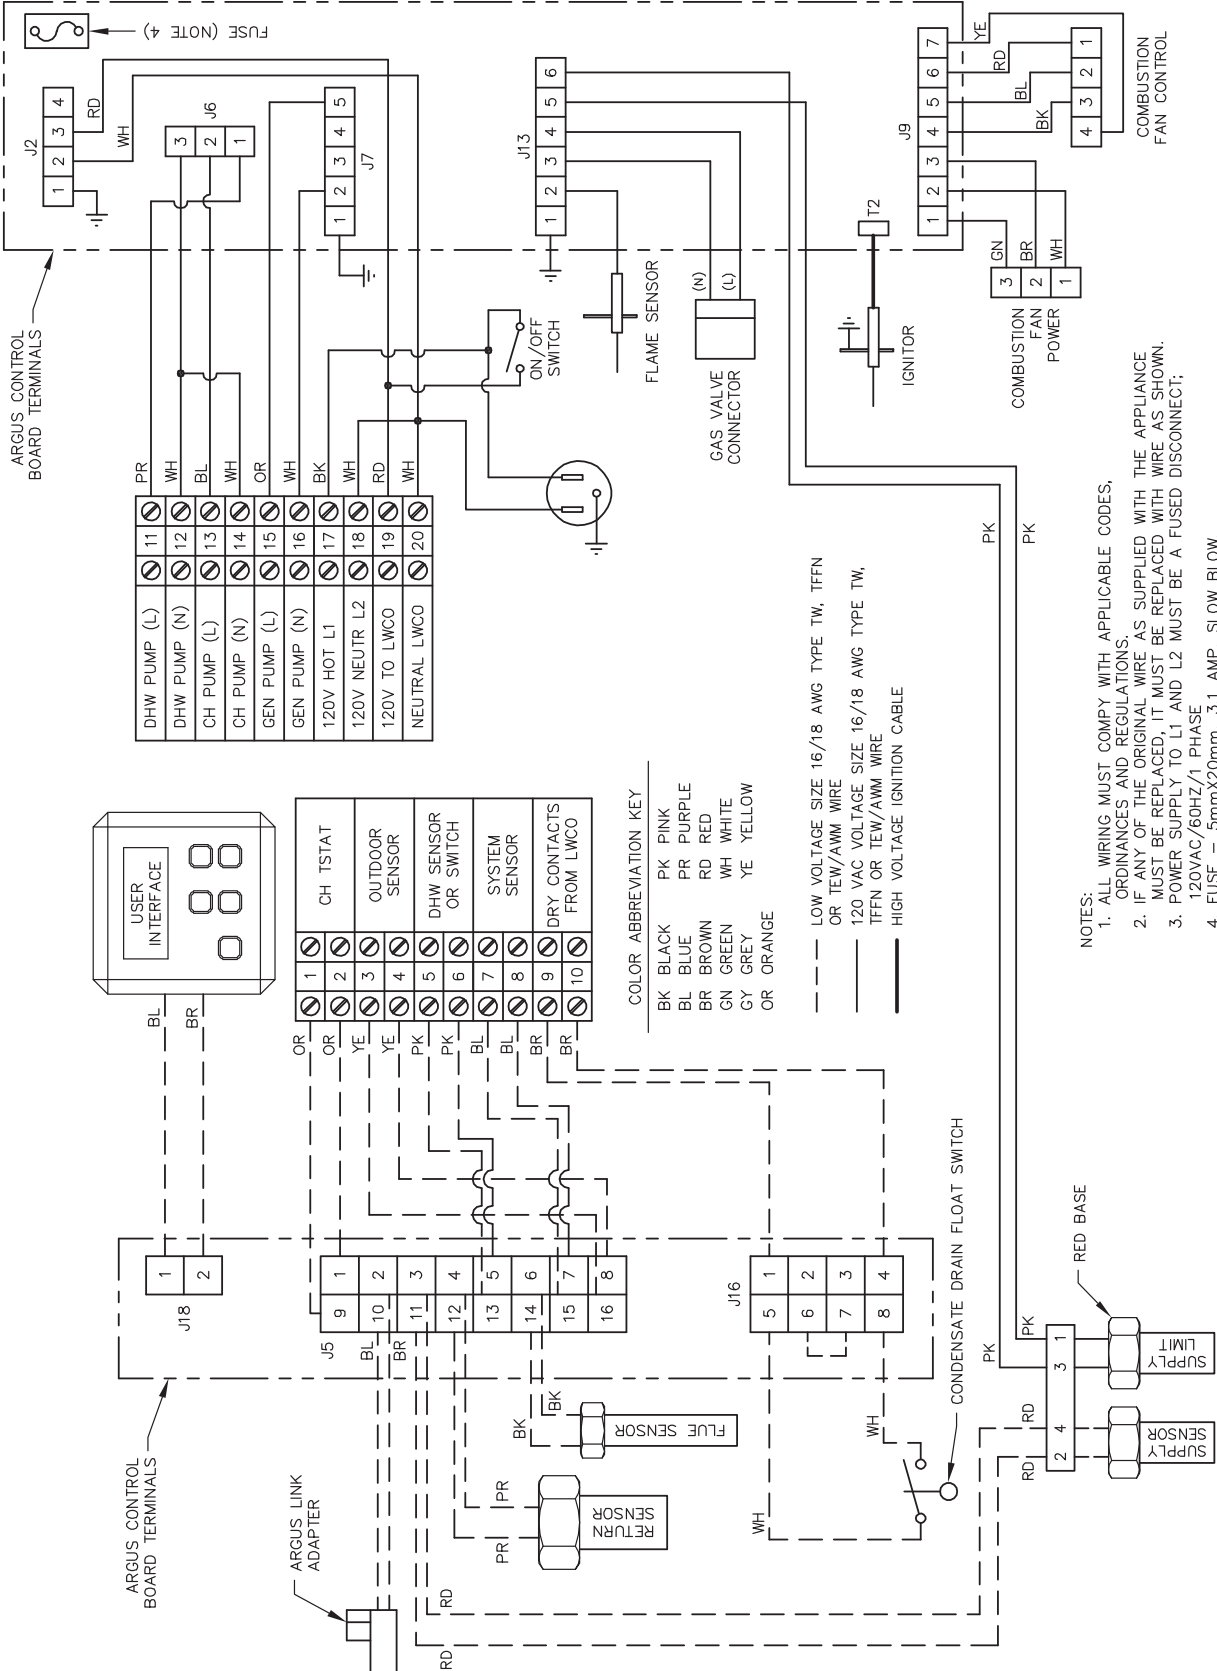 FUSE (NOTE 4)
ARGUS CONTROL
BOARD TERMINALS
J2
1
2
3
4
RD
WH
J6
3
2
1
J7
1
2
3
4
5
J13
1
2
3
4
5
6
J9
1
2
3
4
5
6
7
YE
RD
BL
BK
1
2
3
4
COMBUSTION
FAN CONTROL
GN
BR
WH
3
2
1
COMBUSTION
FAN
POWER
T2
IGNITOR
FLAME SENSOR
(N)
(L)
GAS VALVE
CONNECTOR
ON/OFF
SWITCH
PR
WH
BL
WH
OR
WH
BK
WH
RD
WH
11
12
13
14
15
16
17
18
19
20
DHW PUMP (L)
DHW PUMP (N)
CH PUMP (L)
CH PUMP (N)
GEN PUMP (L)
GEN PUMP (N)
120V HOT L1
120V NEUTR L2
120V TO LWCO
NEUTRAL LWCO
USER
INTERFACE
BL
BR
CH TSTAT
OUTDOOR
SENSOR
DHW SENSOR
OR SWITCH
SYSTEM
SENSOR
DRY CONTACTS
FROM LWCO
1
2
3
4
5
6
7
8
9
10
OR
OR
YE
YE
PK
PK
BL
BL
BR
BR
COLOR ABBREVIATION KEY
BK BLACK PK PINK
BL BLUE PR PURPLE
BR BROWN RD RED
GN GREEN WH WHITE
GY GREY YE YELLOW
OR ORANGE
LOW VOLTAGE SIZE 16/18 AWG TYPE TW, TFFN
OR TEW/AWM WIRE
120 VAC VOLTAGE SIZE 16/18 AWG TYPE TW,
TFFN OR TEW/AWM WIRE
HIGH VOLTAGE IGNITION CABLE
PK
PK
NOTES:
1. ALL WIRING MUST COMPY WITH APPLICABLE CODES,
ORDINANCES AND REGULATIONS.
2. IF ANY OF THE ORIGINAL WIRE AS SUPPLIED WITH THE APPLIANCE
MUST BE REPLACED, IT MUST BE REPLACED WITH WIRE AS SHOWN.
3. POWER SUPPLY TO L1 AND L2 MUST BE A FUSED DISCONNECT;
120VAC/60HZ/1 PHASE
4 FUSE – 5mmX20mm 3.1 AMP SLOW BLOW
ARGUS CONTROL
BOARD TERMINALS
J18
1
2
J5
1
2
3
4
5
6
7
8
9
10
11
12
13
14
15
16
J16
1
2
3
4
5
6
7
8
BL
BR
ARGUS LINK
ADAPTER
RD
RD
PR
PR
RETURN
SENSOR
BK
BK
FLUE SENSOR
WH
WH
CONDENSATE DRAIN FLOAT SWITCH
RED BASE
PK
PK
RD
RD
2
4
3
1
SUPPLY
SENSOR
SUPPLY
LIMIT